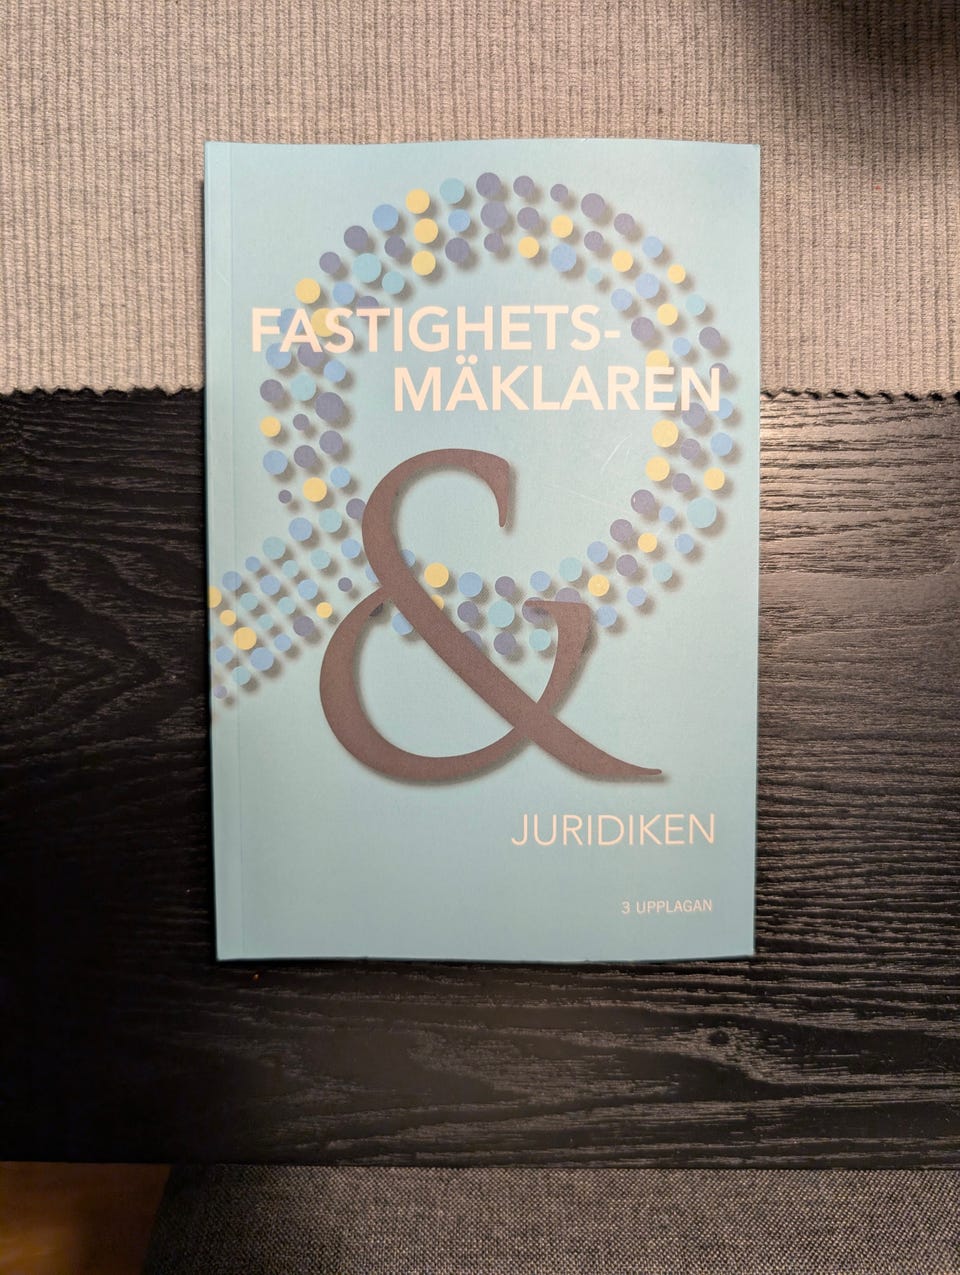 FASTIGHETS-
MÄKLAREN
&
JURIDIKEN
3 UPPLAGAN